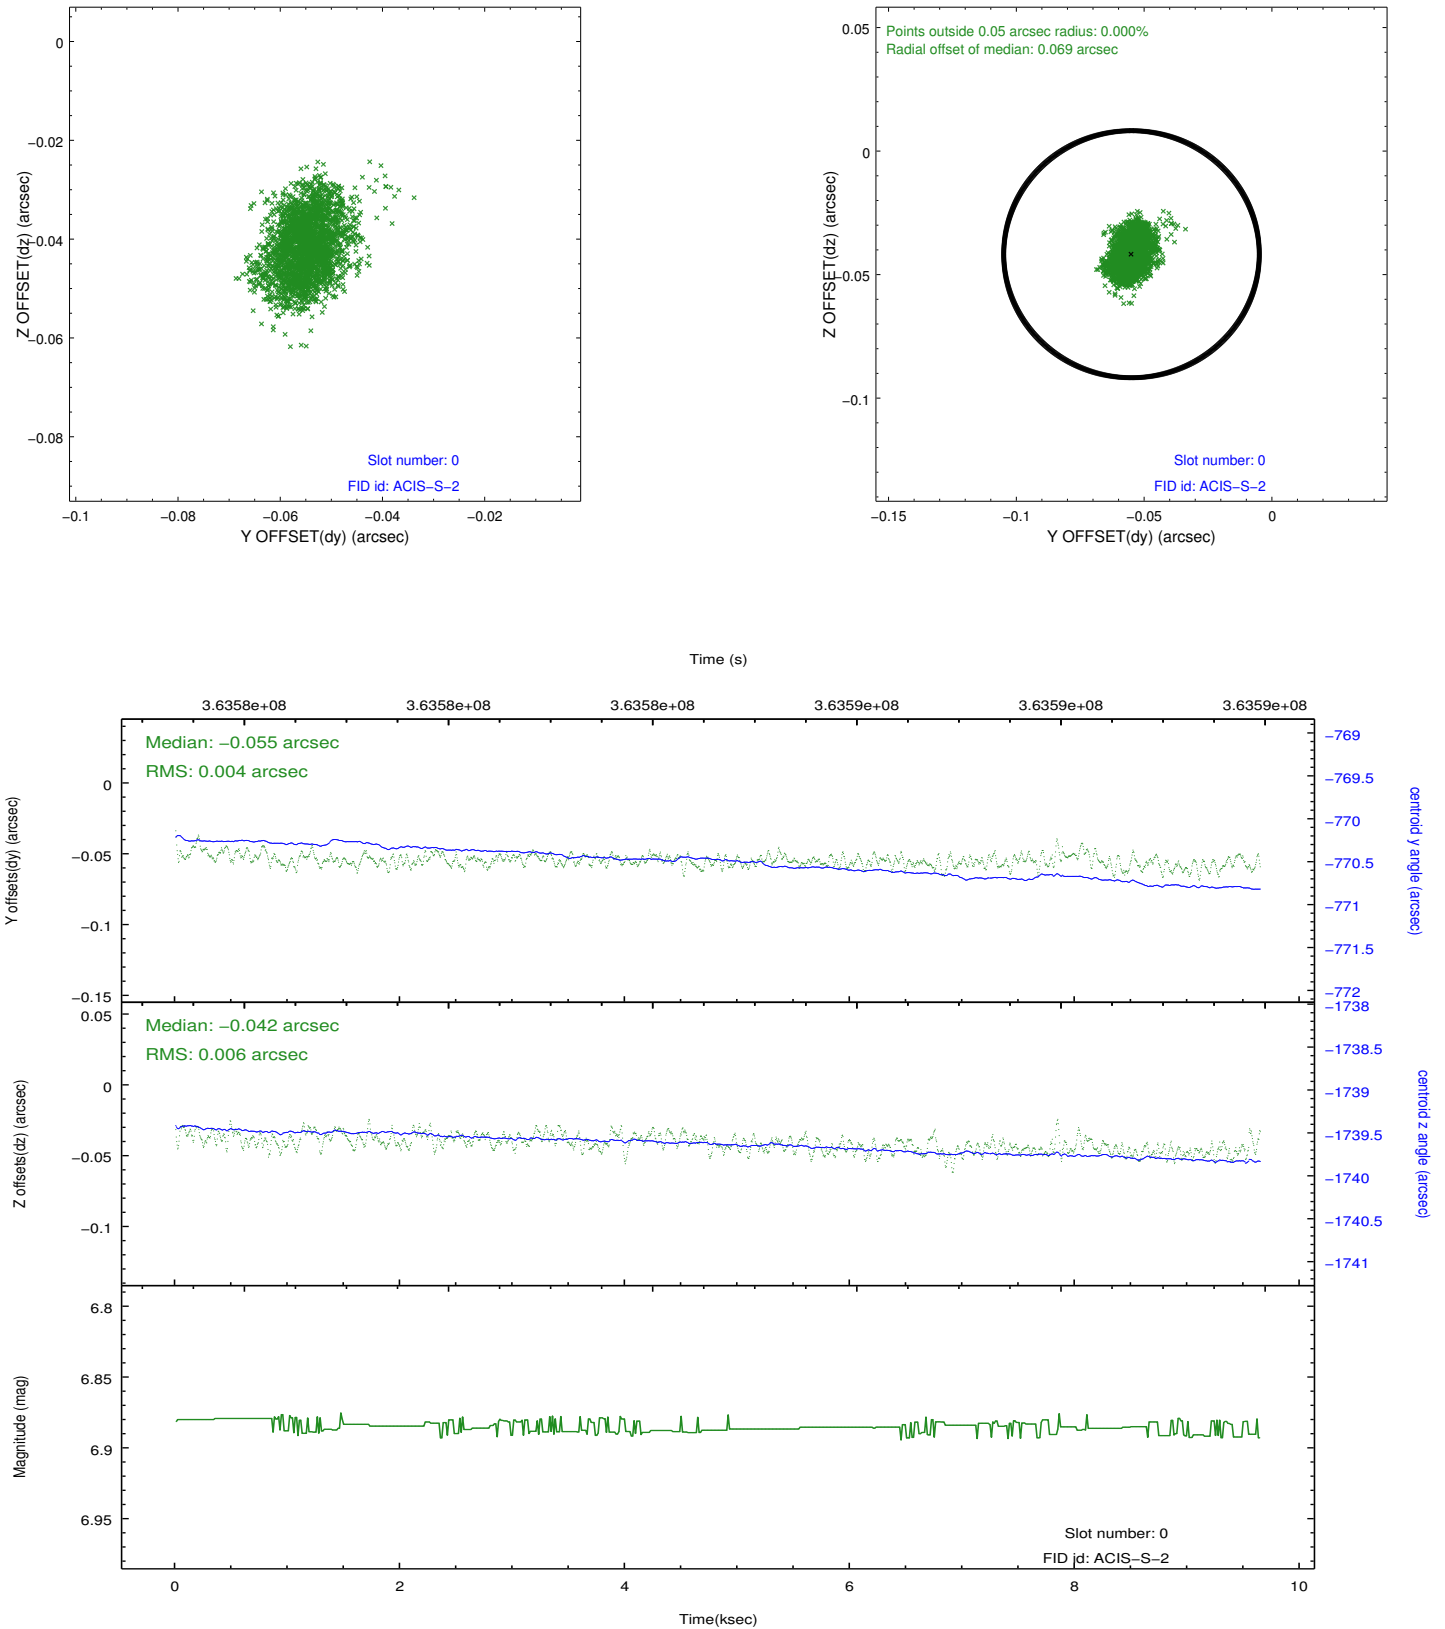 0
−0.02
−0.04
−0.06
−0.08
Z OFFSET(dz) (arcsec)
Slot number: 0
FID id: ACIS−S−2
−0.1
−0.08
−0.06
−0.04
−0.02
Y OFFSET(dy) (arcsec)
Points outside 0.05 arcsec radius: 0.000%
Radial offset of median: 0.069 arcsec
0.05
0
−0.05
−0.1
Z OFFSET(dz) (arcsec)
Slot number: 0
FID id: ACIS−S−2
−0.15
−0.1
−0.05
0
Y OFFSET(dy) (arcsec)
Time (s)
3.6358e+08
3.6358e+08
3.6358e+08
3.6359e+08
3.6359e+08
3.6359e+08
Median: −0.055 arcsec
RMS: 0.004 arcsec
0
−0.05
−0.1
−0.15
Y offsets(dy) (arcsec)
−769
−769.5
−770
−770.5
−771
−771.5
−772
centroid y angle (arcsec)
Median: −0.042 arcsec
RMS: 0.006 arcsec
0.05
0
−0.05
−0.1
Z offsets(dz) (arcsec)
−1738
−1738.5
−1739
−1739.5
−1740
−1740.5
−1741
centroid z angle (arcsec)
6.8
6.85
6.9
6.95
Magnitude (mag)
Slot number: 0
FID id: ACIS−S−2
0
2
4
6
8
10
Time(ksec)